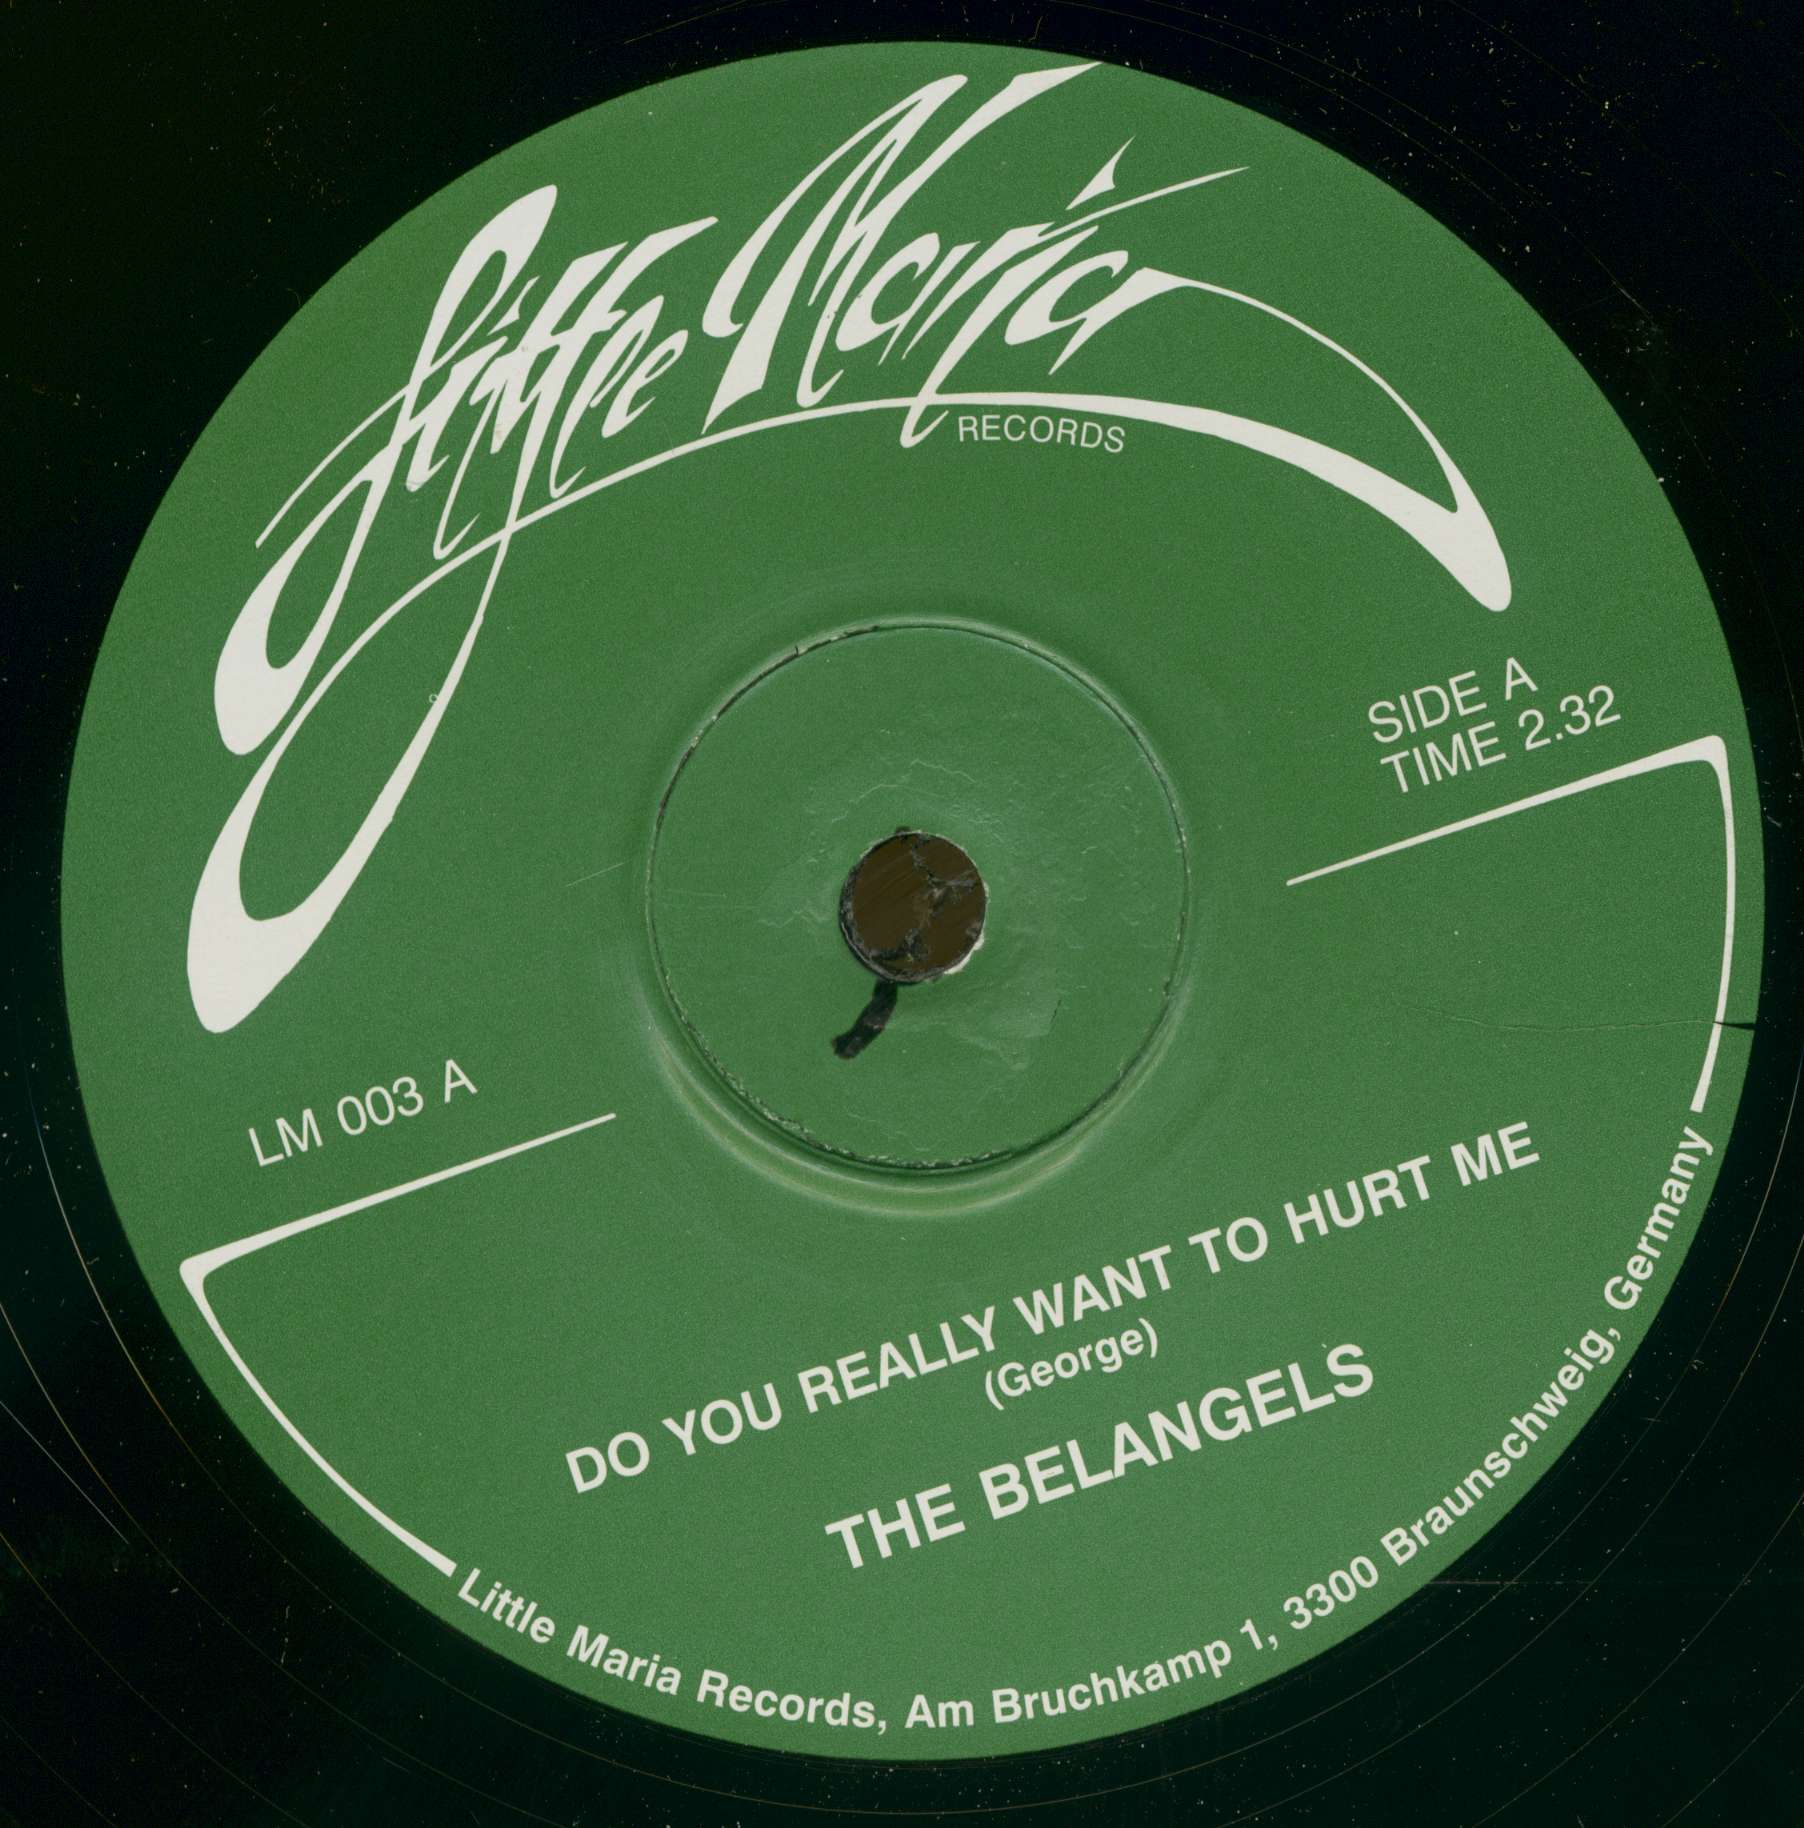 Little Maria
RECORDS
SIDE A
TIME 2.32
LM 003 A
DO YOU REALLY WANT TO HURT ME
(George)
THE BELANGELS
Little Maria Records, Am Bruchkamp 1, 3300 Braunschweig, Germany